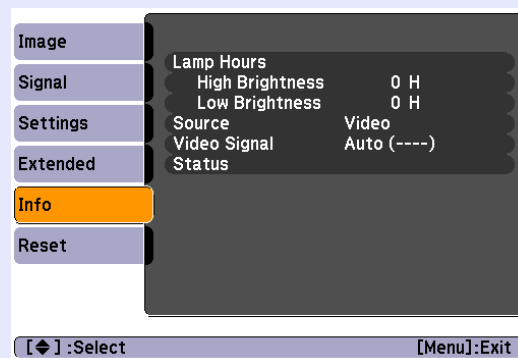 Image
Signal
Settings
Extended
Info
Reset
Lamp Hours
High Brightness 0 H
Low Brightness 0 H
Source Video
Video Signal Auto (----)
Status
[◆] :Select [Menu]:Exit